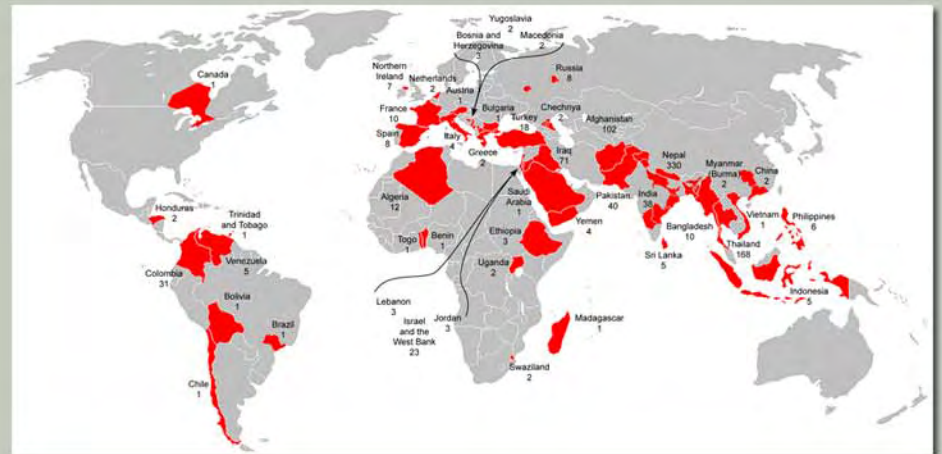 Yugoslavia
2
Bosnia and
Herzegovina
3
Macedonia
2
Canada
1
Northern
Ireland
7
Netherlands
2
Austria
1
Russia
8
France
10
Bulgaria
1
Chechnya
2
Afghanistan
102
Turkey
18
Spain
8
Italy
4
Greece
2
Iraq
71
Nepal
330
Myanmar
(Burma)
2
China
2
Algeria
12
Saudi
Arabia
1
Pakistan
40
India
38
Honduras
2
Trinidad
and Tobago
1
Togo
1
Benin
1
Ethiopia
3
Yemen
4
Bangladesh
10
Vietnam
1
Philippines
6
Venezuela
5
Colombia
31
Uganda
2
Sri Lanka
5
Thailand
168
Indonesia
5
Bolivia
1
Lebanon
3
Israel
and the
West Bank
23
Jordan
3
Brazil
1
Madagascar
1
Chile
1
Swaziland
2